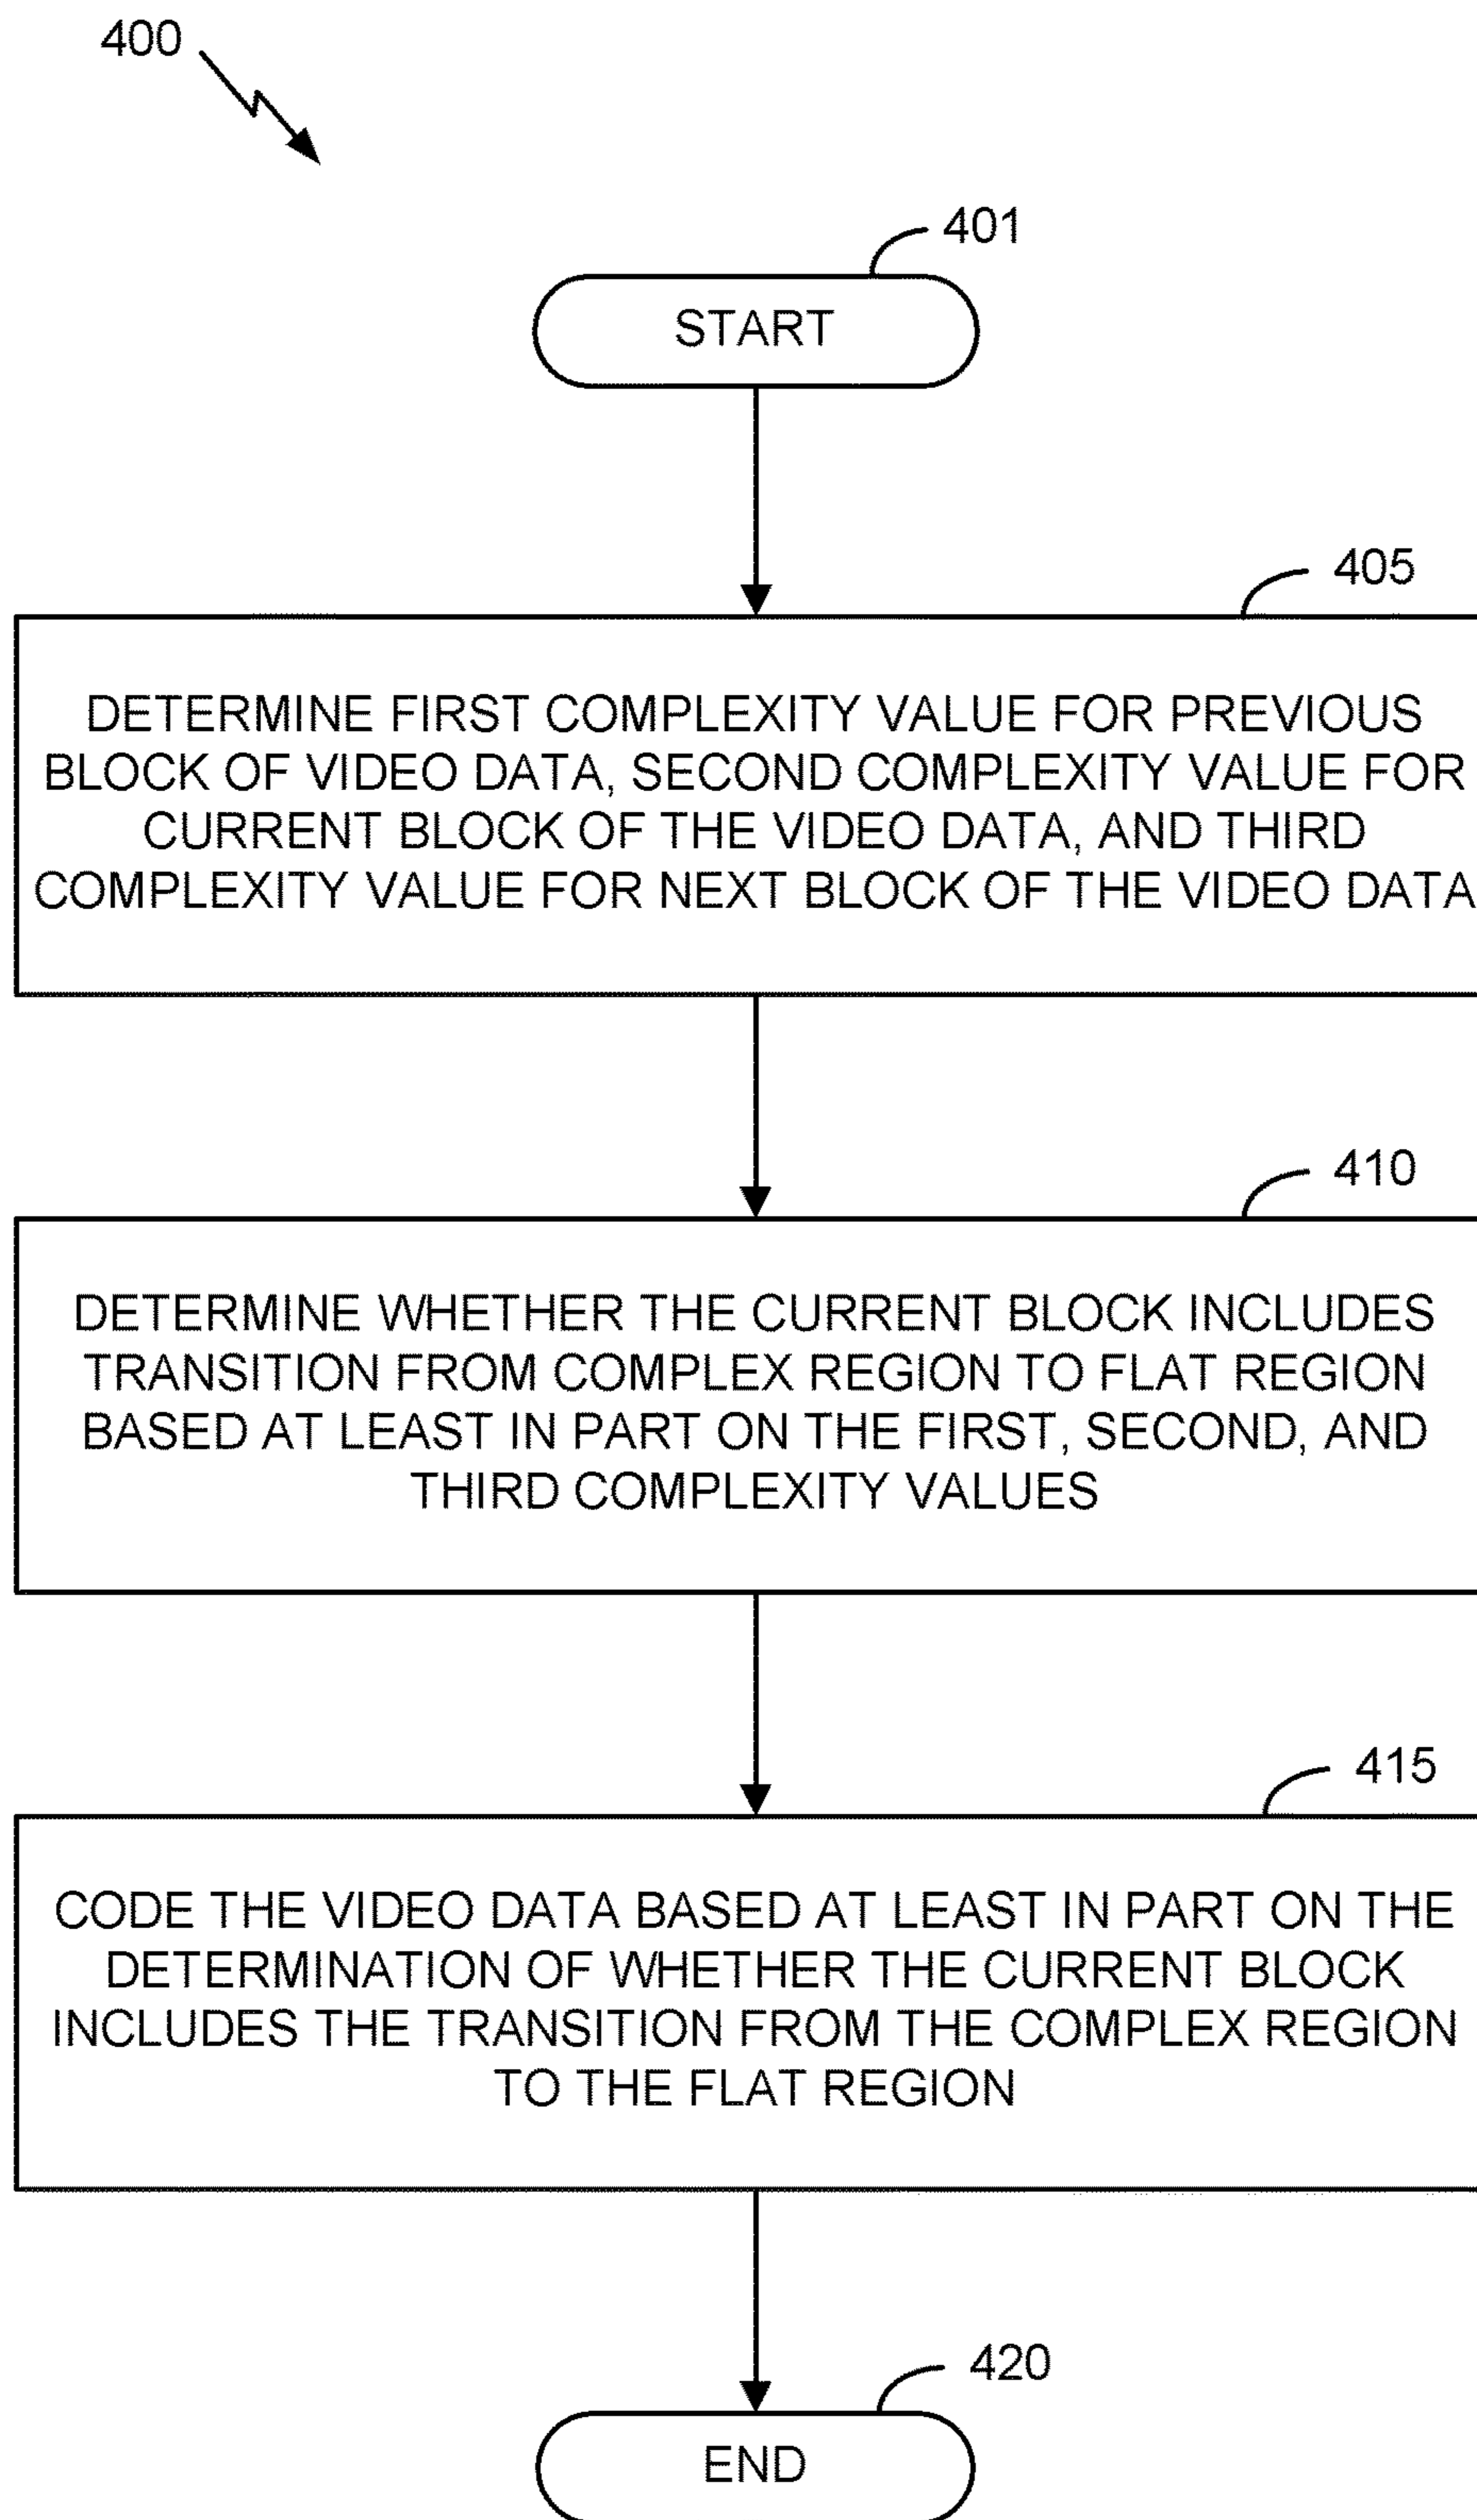 400
401
START
405
DETERMINE FIRST COMPLEXITY VALUE FOR PREVIOUS
BLOCK OF VIDEO DATA, SECOND COMPLEXITY VALUE FOR
CURRENT BLOCK OF THE VIDEO DATA, AND THIRD
COMPLEXITY VALUE FOR NEXT BLOCK OF THE VIDEO DATA
410
DETERMINE WHETHER THE CURRENT BLOCK INCLUDES
TRANSITION FROM COMPLEX REGION TO FLAT REGION
BASED AT LEAST IN PART ON THE FIRST, SECOND, AND
THIRD COMPLEXITY VALUES
415
CODE THE VIDEO DATA BASED AT LEAST IN PART ON THE
DETERMINATION OF WHETHER THE CURRENT BLOCK
INCLUDES THE TRANSITION FROM THE COMPLEX REGION
TO THE FLAT REGION
420
END